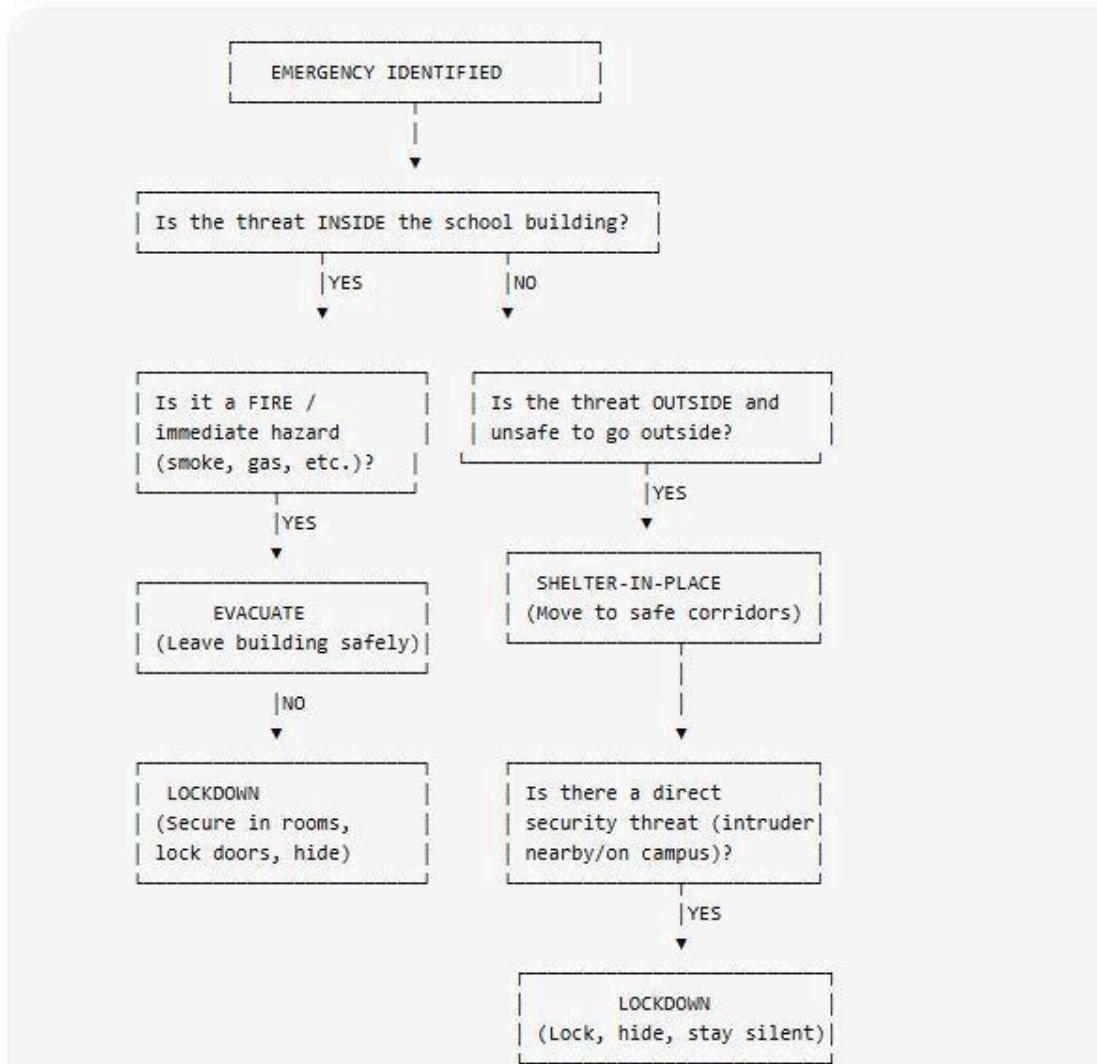 EMERGENCY IDENTIFIED
Is the threat INSIDE the school building?
YES
NO
Is it a FIRE /
immediate hazard
(smoke, gas, etc.)?
Is the threat OUTSIDE and
unsafe to go outside?
YES
YES
EVACUATE
(Leave building safely)
SHELTER-IN-PLACE
(Move to safe corridors)
NO
LOCKDOWN
(Secure in rooms,
lock doors, hide)
Is there a direct
security threat (intruder
nearby/on campus)?
YES
LOCKDOWN
(Lock, hide, stay silent)